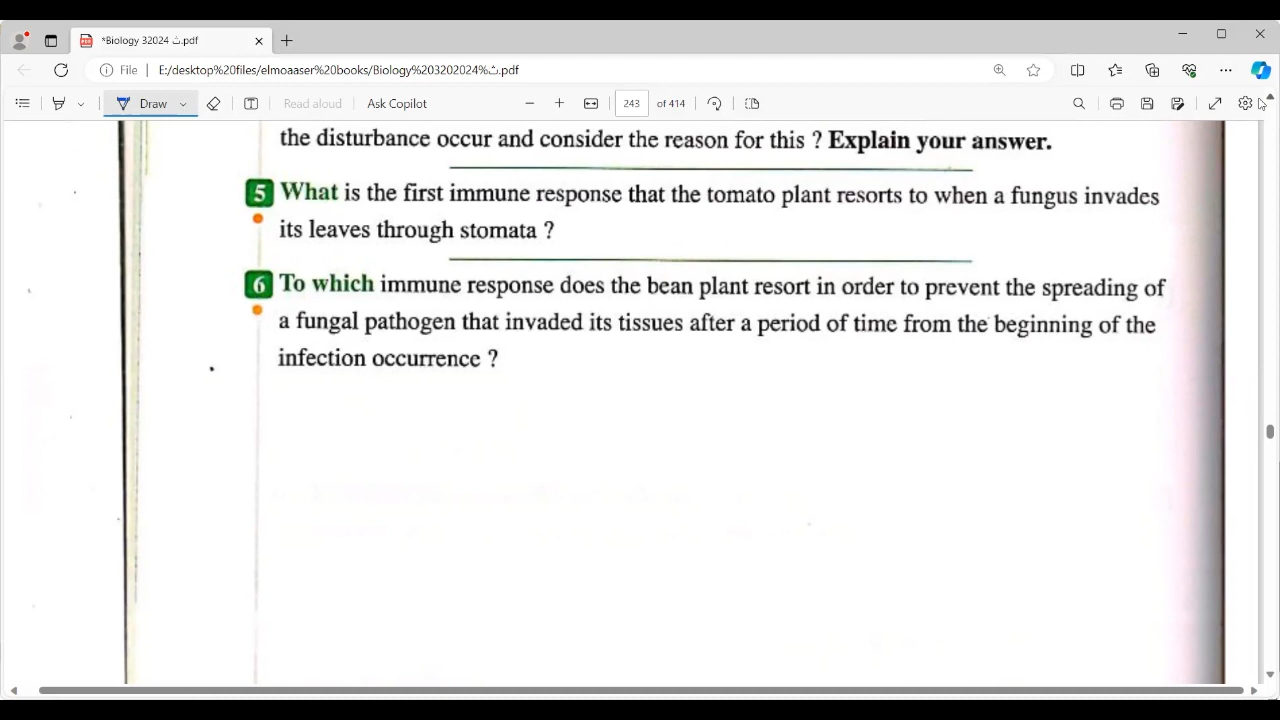 *Biology 32024 ث.pdf
File
E:/desktop%20files/elmoaaser%20books/Biology%203202024%ث.pdf
Draw
Read aloud
Ask Copilot
243
of 414
the disturbance occur and consider the reason for this ? Explain your answer.
5 What is the first immune response that the tomato plant resorts to when a fungus invades
its leaves through stomata ?
6 To which immune response does the bean plant resort in order to prevent the spreading of
a fungal pathogen that invaded its tissues after a period of time from the beginning of the
infection occurrence ?